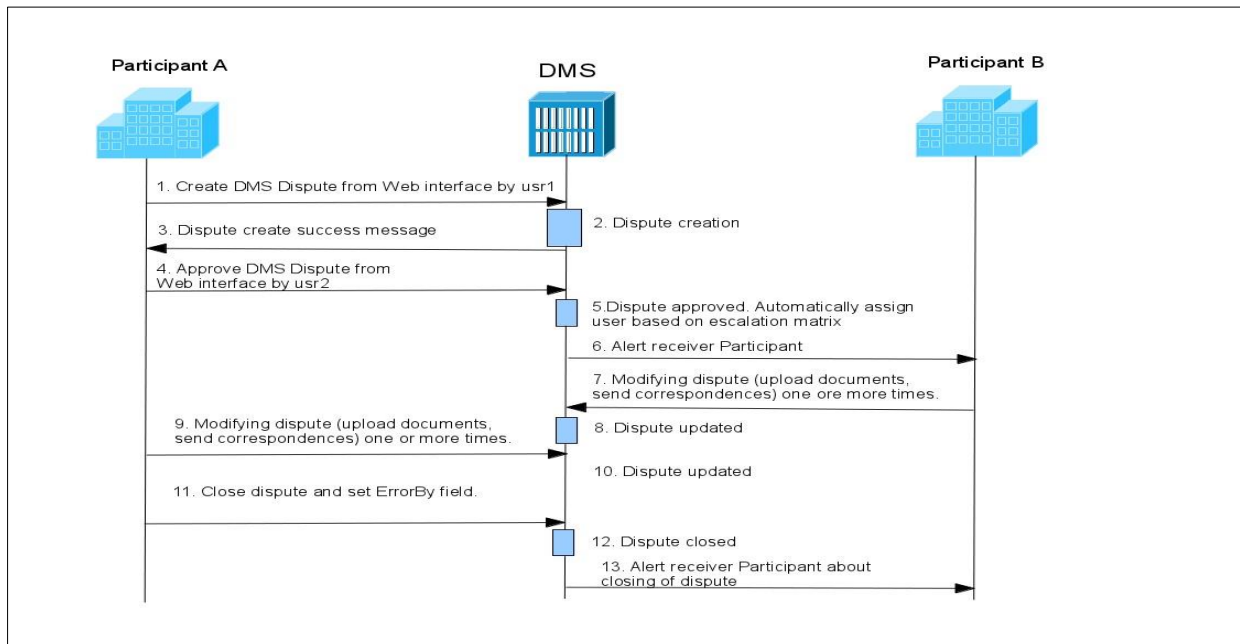 Participant A
DMS
Participant B
1. Create DMS Dispute from Web interface by usr1
2. Dispute creation
3. Dispute create success message
4. Approve DMS Dispute from
Web interface by usr2
5.Dispute approved. Automatically assign
user based on escalation matrix
6. Alert receiver Participant
7. Modifying dispute (upload documents,
send correspondences) one ore more times.
8. Dispute updated
9. Modifying dispute (upload documents,
send correspondences) one or more times.
10. Dispute updated
11. Close dispute and set ErrorBy field.
12. Dispute closed
13. Alert receiver Participant about
closing of dispute